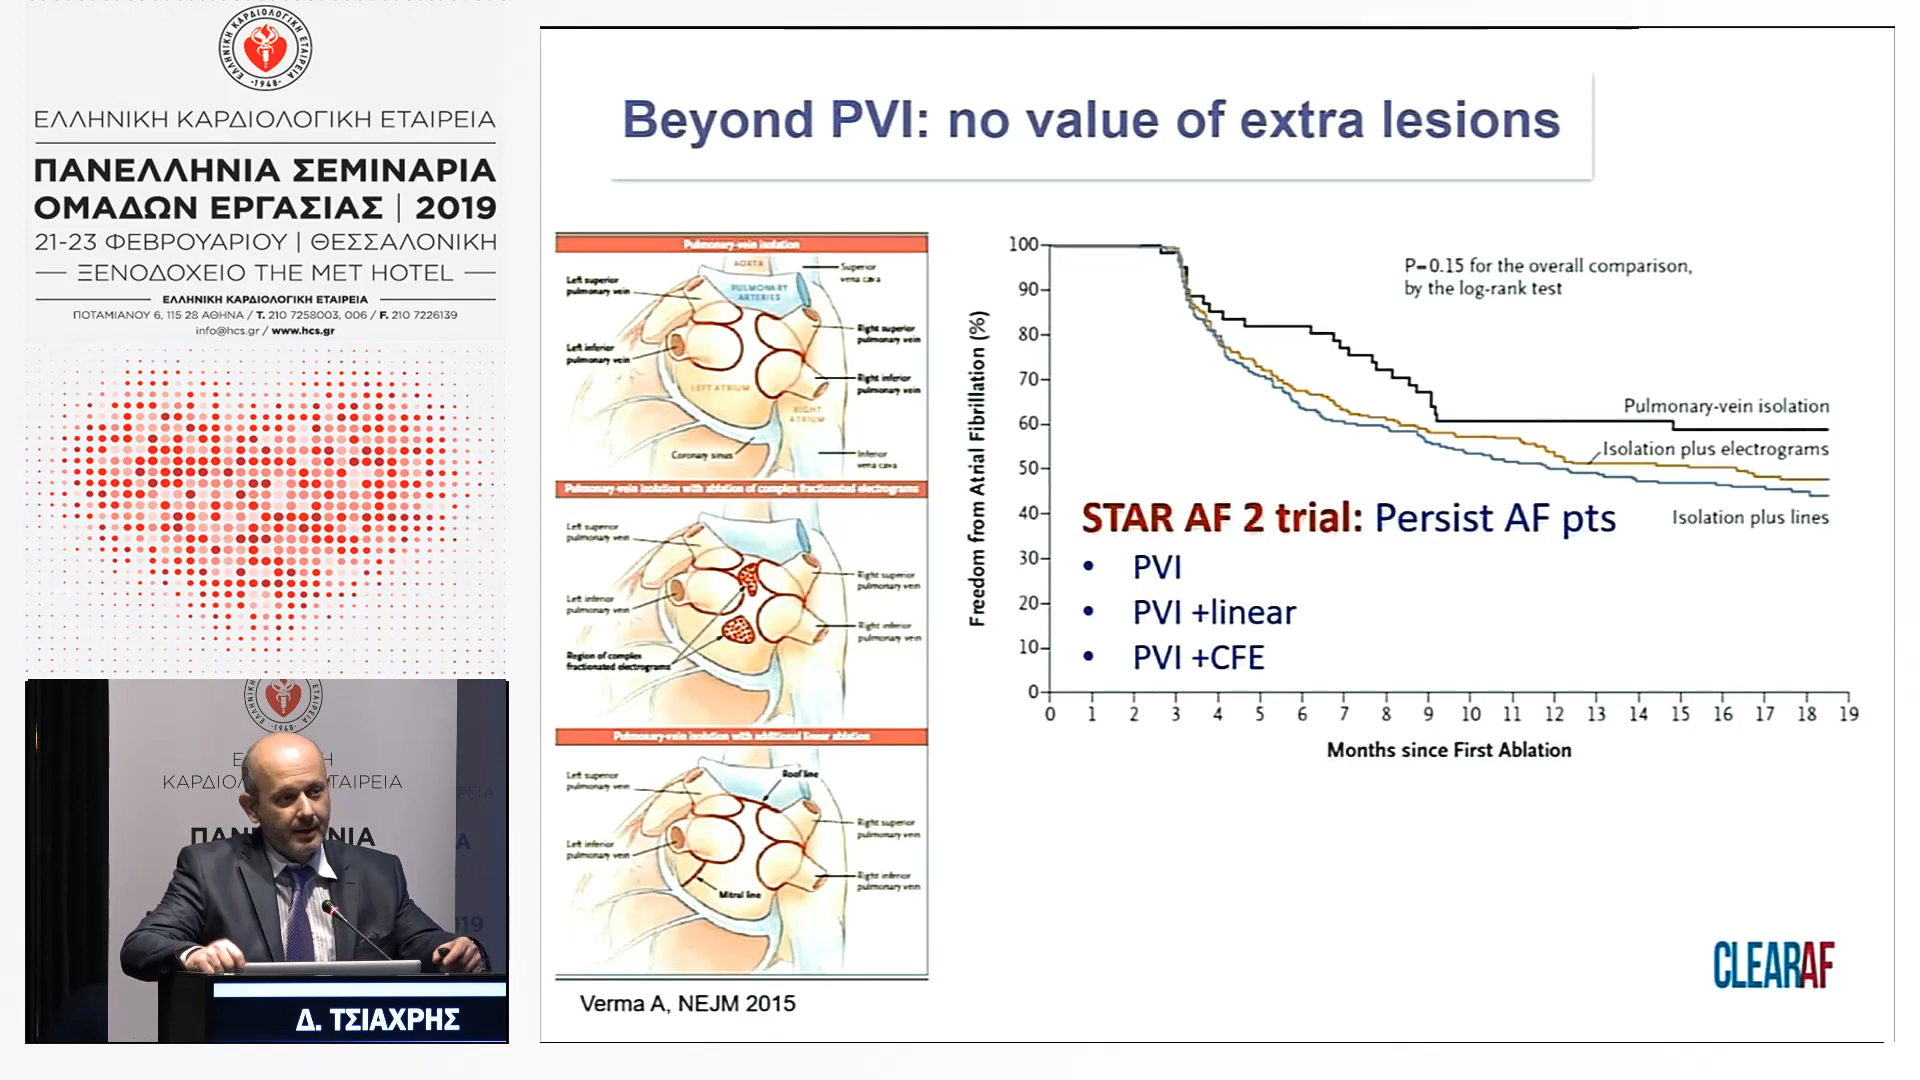 ΕΛΛΗΝΙΚΗ ΚΑΡΔΙΟΛΟΓΙΚΗ ΕΤΑΙΡΕΙΑ
·1948·
ΕΛΛΗΝΙΚΗ ΚΑΡΔΙΟΛΟΓΙΚΗ ΕΤΑΙΡΕΙΑ
ΠΑΝΕΛΛΗΝΙΑ ΣΕΜΙΝΑΡΙΑ
ΟΜΑΔΩΝ ΕΡΓΑΣΙΑΣ | 2019
21-23 ΦΕΒΡΟΥΑΡΙΟΥ | ΘΕΣΣΑΛΟΝΙΚΗ
ΞΕΝΟΔΟΧΕΙΟ THE MET HOTEL
ΕΛΛΗΝΙΚΗ ΚΑΡΔΙΟΛΟΓΙΚΗ ΕΤΑΙΡΕΙΑ
ΠΟΤΑΜΙΑΝΟΥ 6, 115 28 ΑΘΗΝΑ / T. 210 7258003, 006 / F. 210 7226139
info@hcs.gr / www.hcs.gr
Δ. ΤΣΙΑΧΡΗΣ
Beyond PVI: no value of extra lesions
Pulmonary-vein isolation
AORTA
Superior
vena cava
Left superior
pulmonary vein
PULMONARY
ARTERIES
Right superior
pulmonary vein
Left inferior
pulmonary vein
LEFT ATRIUM
Right inferior
pulmonary vein
RIGHT
ATRIUM
Coronary sinus
Inferior
vena cava
Pulmonary-vein isolation with ablation of complex fractionated electrograms
Left superior
pulmonary vein
Right superior
pulmonary vein
Left inferior
pulmonary vein
Right inferior
pulmonary vein
Region of complex
fractionated electrograms
Pulmonary-vein isolation with additional linear ablation
Left superior
pulmonary vein
Roof line
Right superior
pulmonary vein
Left inferior
pulmonary vein
Right inferior
pulmonary vein
Mitral line
Verma A, NEJM 2015
Freedom from Atrial Fibrillation (%)
100
90
80
70
60
50
40
30
20
10
0
P=0.15 for the overall comparison,
by the log-rank test
Pulmonary-vein isolation
Isolation plus electrograms
Isolation plus lines
STAR AF 2 trial: Persist AF pts
• PVI
• PVI +linear
• PVI +CFE
0 1 2 3 4 5 6 7 8 9 10 11 12 13 14 15 16 17 18 19
Months since First Ablation
CLEARAF